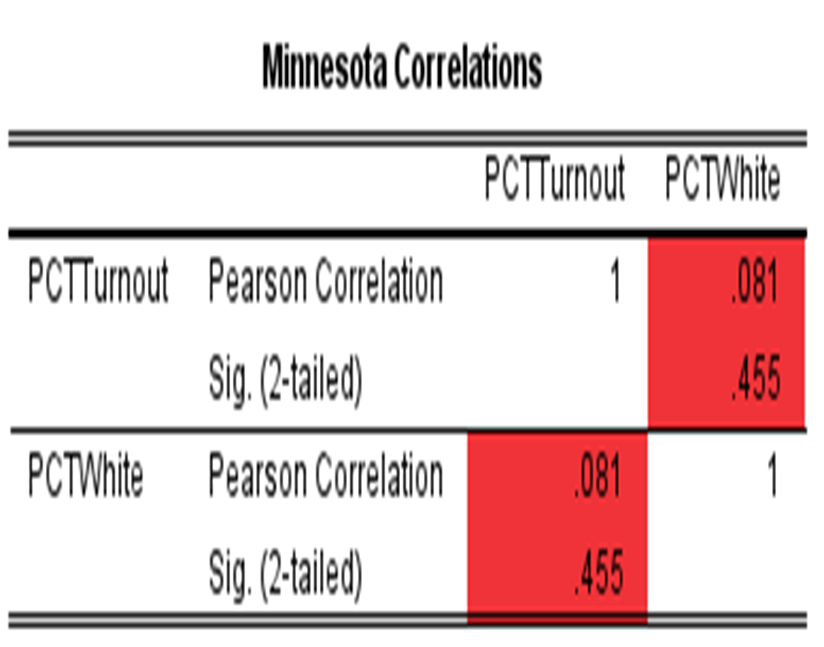 Minnesota Correlations
PCTTurnout PCTWhite
PCTTurnout Pearson Correlation 1 .081
Sig. (2-tailed) .455
PCTWhite Pearson Correlation .081 1
Sig. (2-tailed) .455